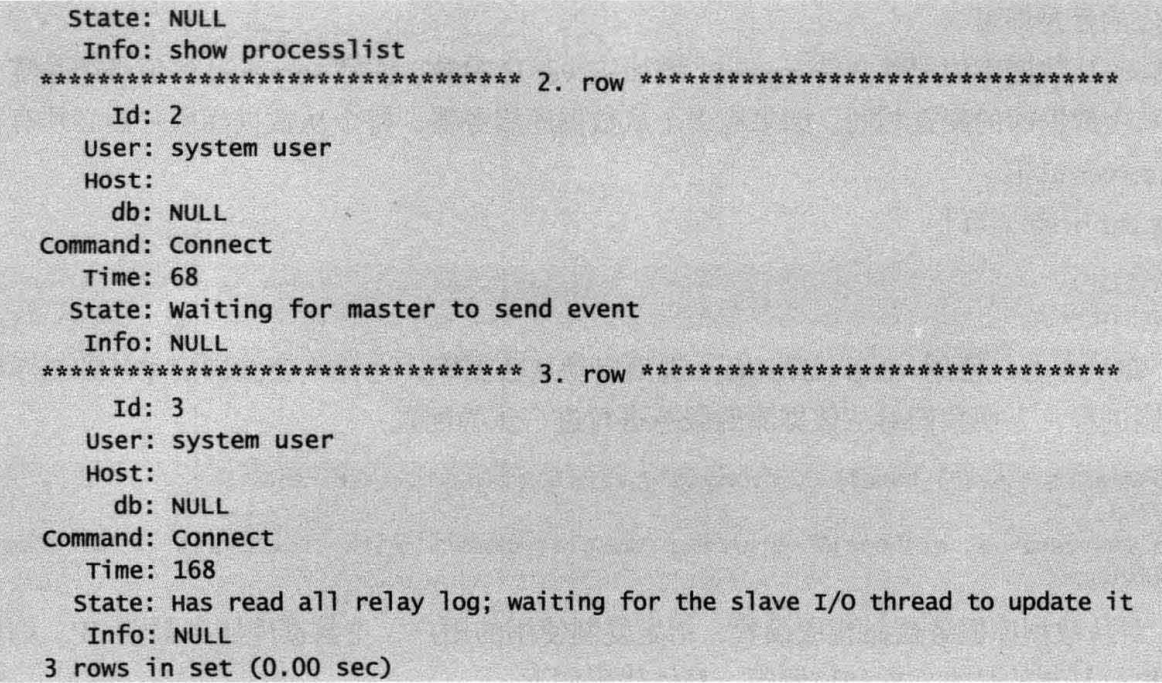 State: NULL
Info: show processlist
********************************* 2. row *********************************
Id: 2
User: system user
Host:
db: NULL
Command: Connect
Time: 68
State: Waiting for master to send event
Info: NULL
********************************* 3. row *********************************
Id: 3
User: system user
Host:
db: NULL
Command: Connect
Time: 168
State: Has read all relay log; waiting for the slave I/O thread to update it
Info: NULL
3 rows in set (0.00 sec)